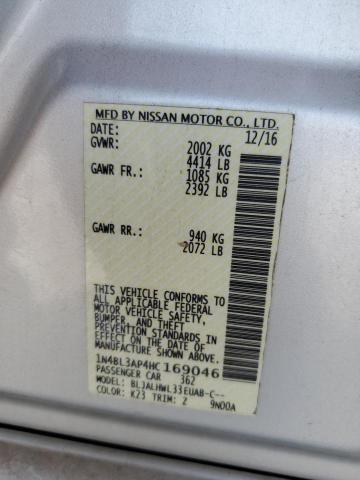 MFD BY NISSAN MOTOR CO., LTD.
DATE: 12/16
GVWR: 2002 KG
4414 LB
GAWR FR.: 1085 KG
2392 LB
GAWR RR.: 940 KG
2072 LB
THIS VEHICLE CONFORMS TO
ALL APPLICABLE FEDERAL
MOTOR VEHICLE SAFETY,
BUMPER, AND THEFT
PREVENTION STANDARDS
IN EFFECT ON THE DATE OF
MANUFACTURE SHOWN ABOVE.
1N4BL3AP4HC 169046
PASSENGER CAR 362
MODEL: BLJALHWL33EUAB-C--
COLOR: K23 TRIM: Z 9N00A